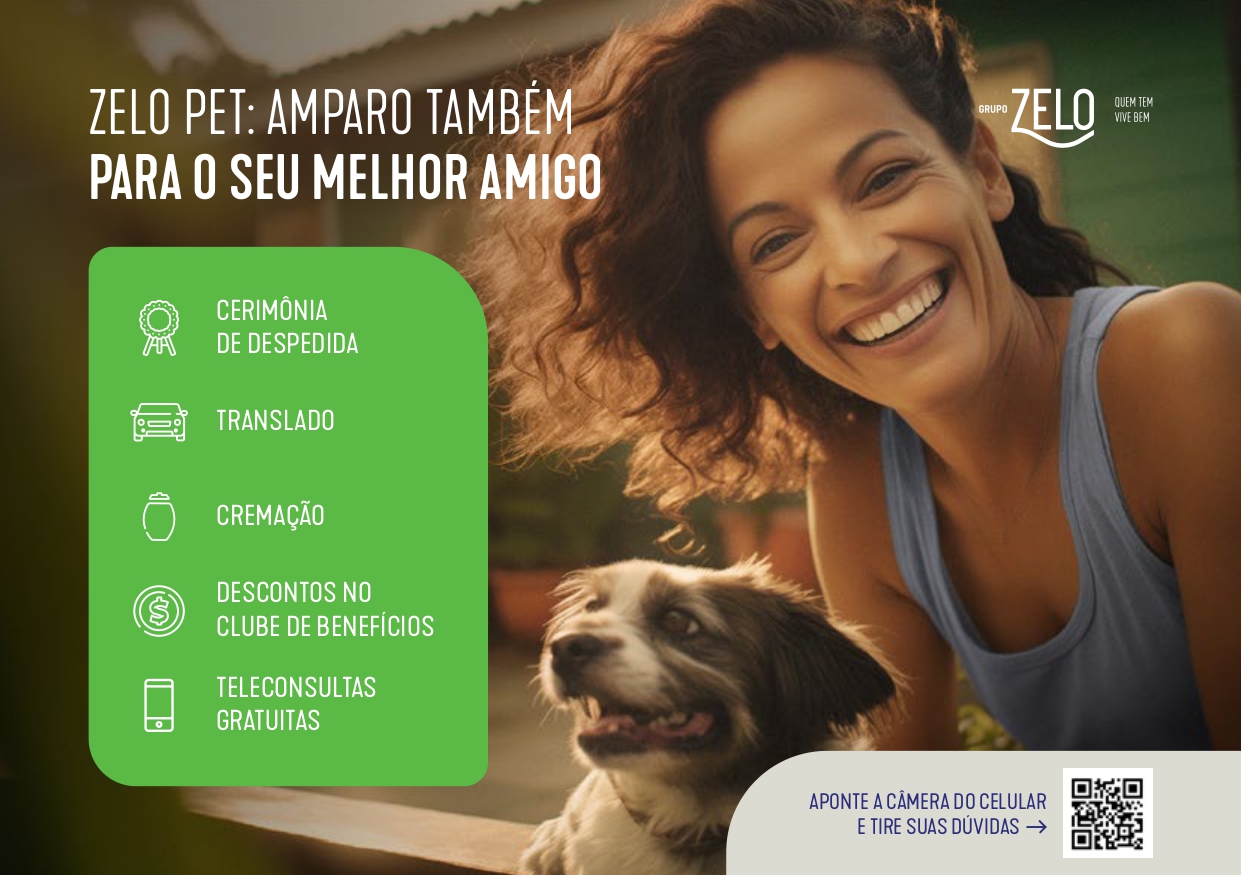 ZELO PET: AMPARO TAMBÉM
PARA O SEU MELHOR AMIGO
GRUPO ZELO
QUEM TEM
VIVE BEM
CERIMÔNIA
DE DESPEDIDA
TRANSLADO
CREMAÇÃO
DESCONTOS NO
CLUBE DE BENEFÍCIOS
TELECONSULTAS
GRATUITAS
APONTE A CÂMERA DO CELULAR
E TIRE SUAS DÚVIDAS →